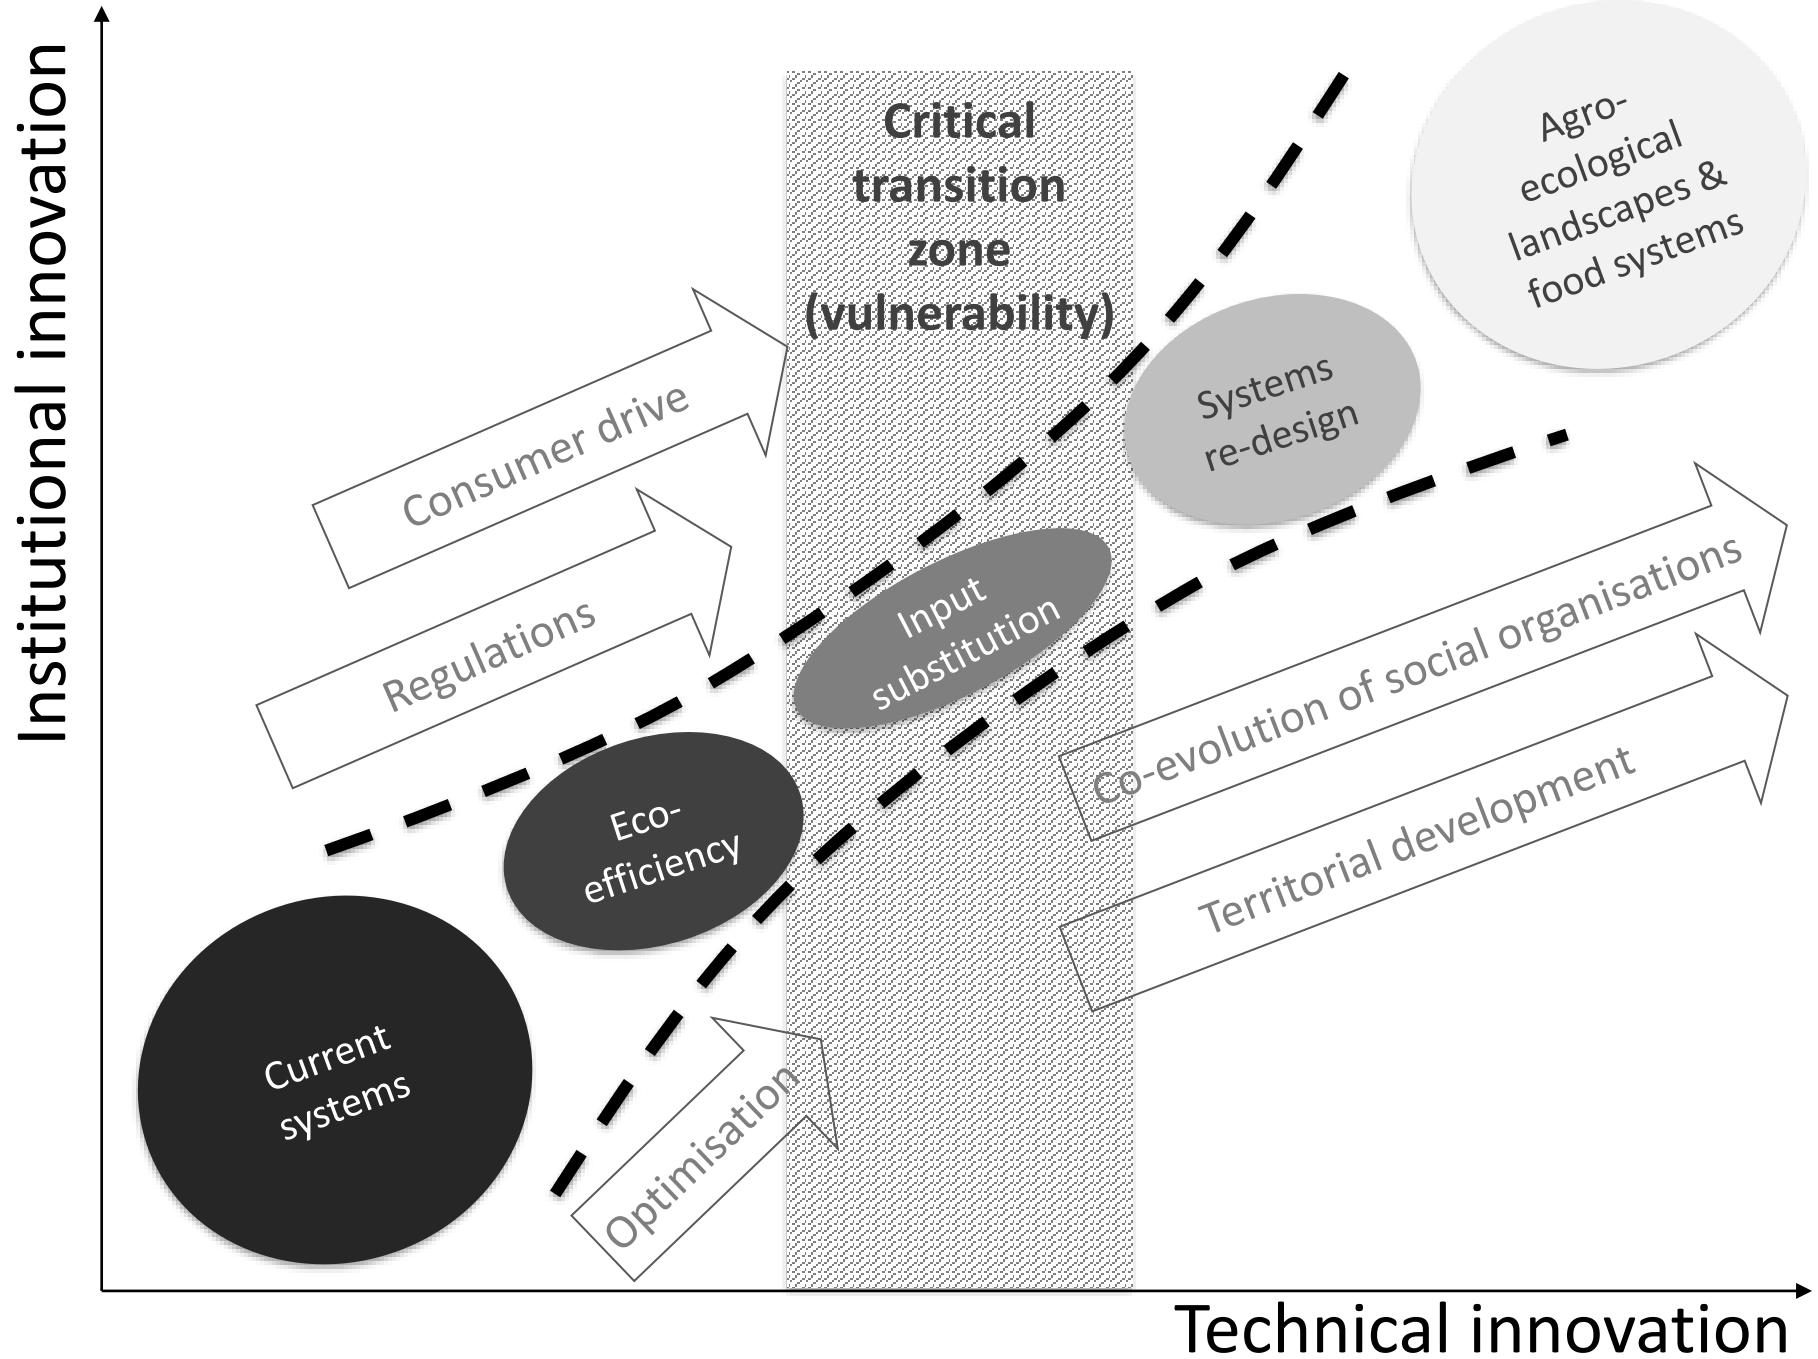 Institutional innovation
Critical
transition
zone
(vulnerability)
Agro-
ecological
landscapes &
food systems
Consumer drive
Systems
re-design
Regulations
Input
substitution
Co-evolution of social organisations
Eco-
efficiency
Territorial development
Current
systems
Optimisation
Technical innovation